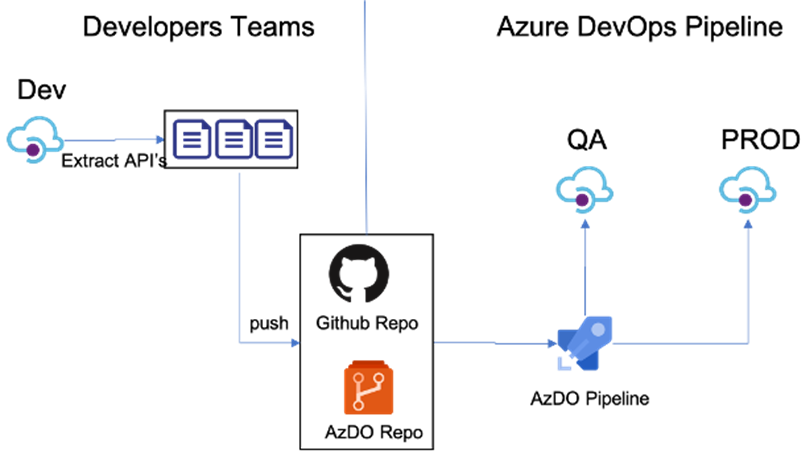 Developers Teams
Azure DevOps Pipeline
Dev
Extract API's
QA
PROD
push
Github Repo
AzDO Repo
AzDO Pipeline